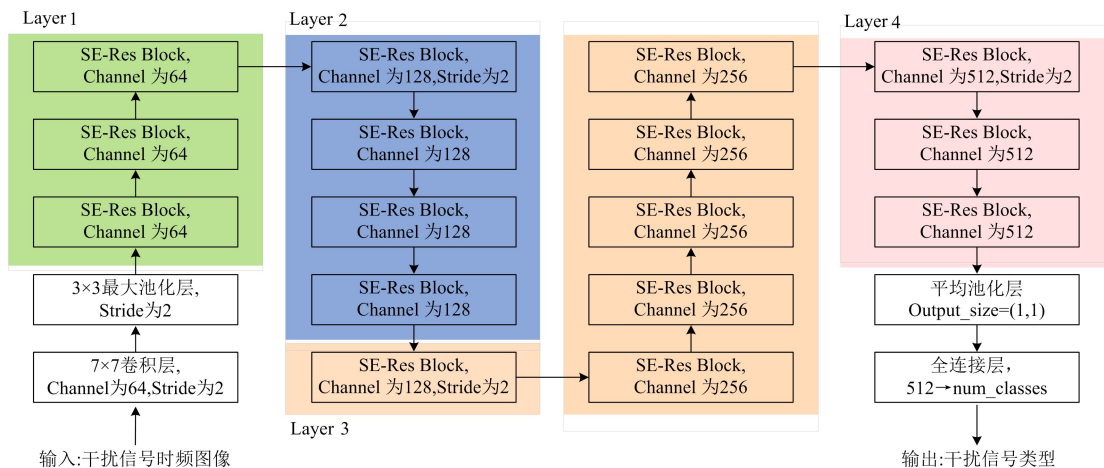 Layer 1
SE-Res Block,
Channel 为64
SE-Res Block,
Channel 为64
SE-Res Block,
Channel 为64
3×3最大池化层,
Stride为2
7×7卷积层,
Channel为64,Stride为2
输入:干扰信号时频图像
Layer 2
SE-Res Block,
Channel 为128,Stride为2
SE-Res Block,
Channel 为128
SE-Res Block,
Channel 为128
SE-Res Block,
Channel 为128
SE-Res Block,
Channel 为128,Stride为2
Layer 3
SE-Res Block,
Channel 为256
SE-Res Block,
Channel 为256
SE-Res Block,
Channel 为256
SE-Res Block,
Channel 为256
SE-Res Block,
Channel 为256
Layer 4
SE-Res Block,
Channel 为512,Stride为2
SE-Res Block,
Channel 为512
SE-Res Block,
Channel 为512
平均池化层
Output_size=(1,1)
全连接层，
512→num_classes
输出:干扰信号类型